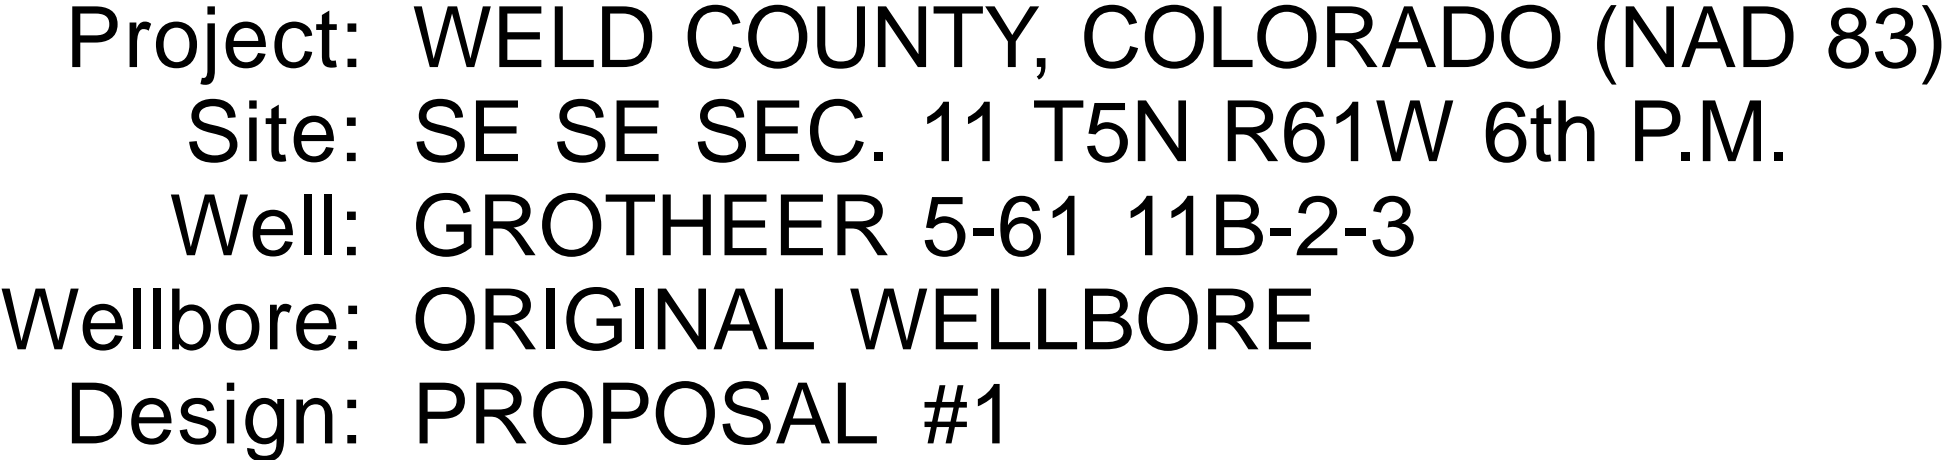 Project: WELD COUNTY, COLORADO (NAD 83)
Site: SE SE SEC. 11 T5N R61W 6th P.M.
Well: GROTHEER 5-61 11B-2-3
Wellbore: ORIGINAL WELLBORE
Design: PROPOSAL #1